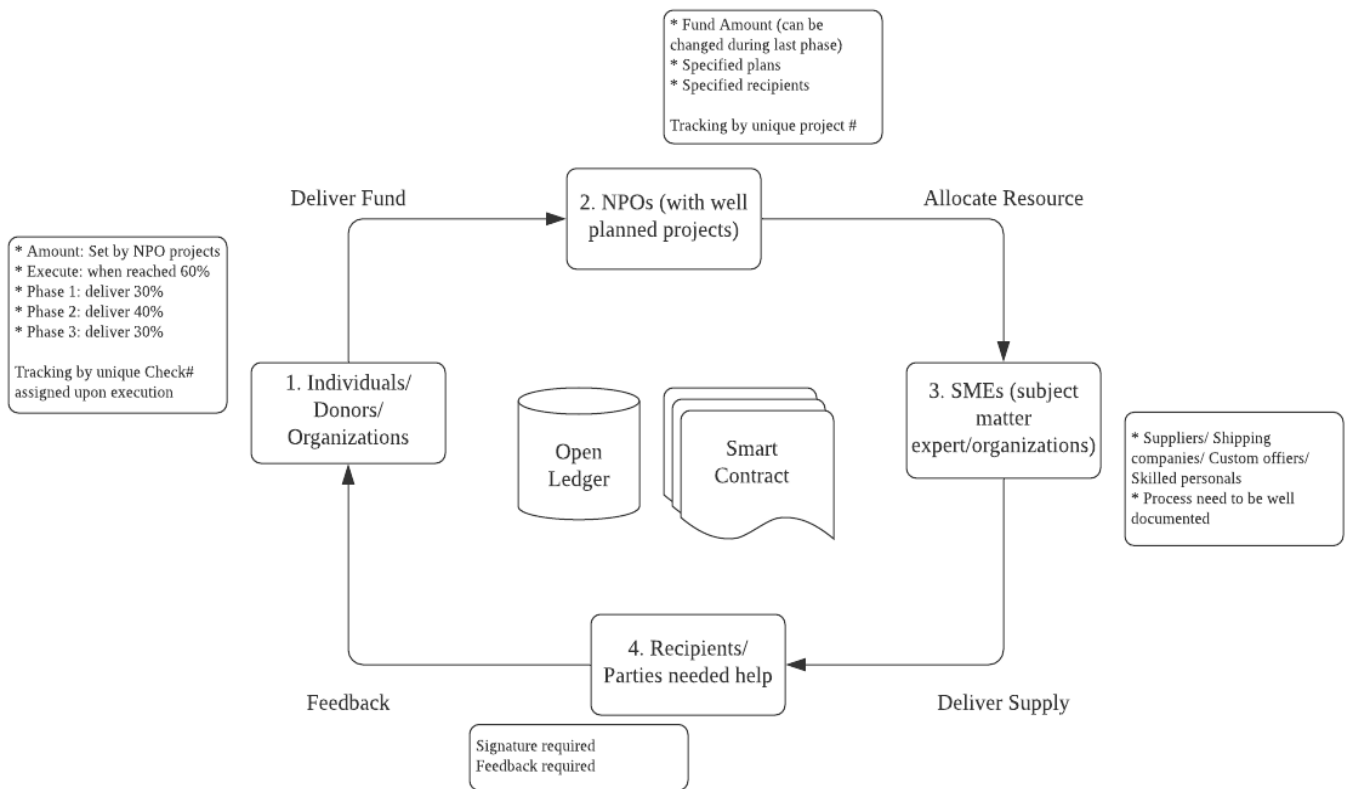 * Fund Amount (can be
changed during last phase)
* Specified plans
* Specified recipients
Tracking by unique project #
Deliver Fund
2. NPOs (with well
planned projects)
Allocate Resource
* Amount: Set by NPO projects
* Execute: when reached 60%
* Phase 1: deliver 30%
* Phase 2: deliver 40%
* Phase 3: deliver 30%
Tracking by unique Check#
assigned upon execution
1. Individuals/
Donors/
Organizations
Open
Ledger
Smart
Contract
3. SMEs (subject
matter
expert/organizations)
* Suppliers/ Shipping
companies/ Custom offiers/
Skilled personals
* Process need to be well
documented
4. Recipients/
Parties needed help
Feedback
Deliver Supply
Signature required
Feedback required